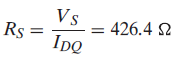 R_S = V_S / I_DQ = 426.4 Ω